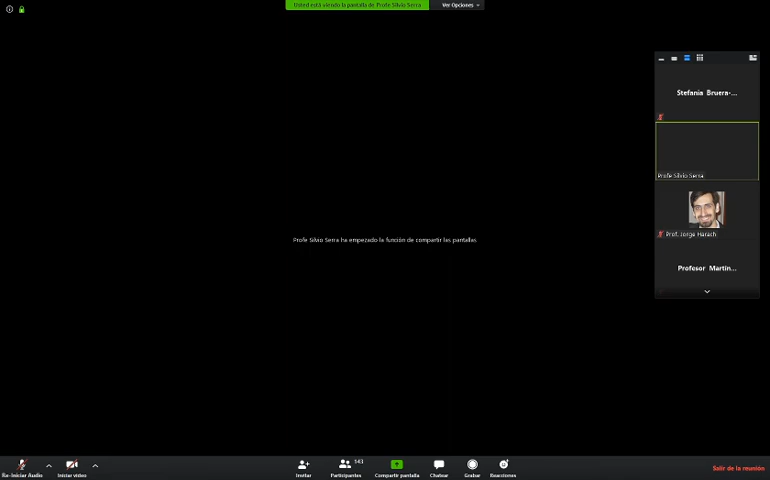 Usted está viendo la pantalla de Profe Silvio Serra
Ver Opciones
Stefania Bruera-...
Profe Silvio Serra
Profe Silvio Serra ha empezado la función de compartir las pantallas
Prof. Jorge Harach
Profesor Martín...
143
Re-Iniciar Audio
Iniciar video
Invitar
Participantes
Compartir pantalla
Chatear
Grabar
Reacciones
Salir de la reunión